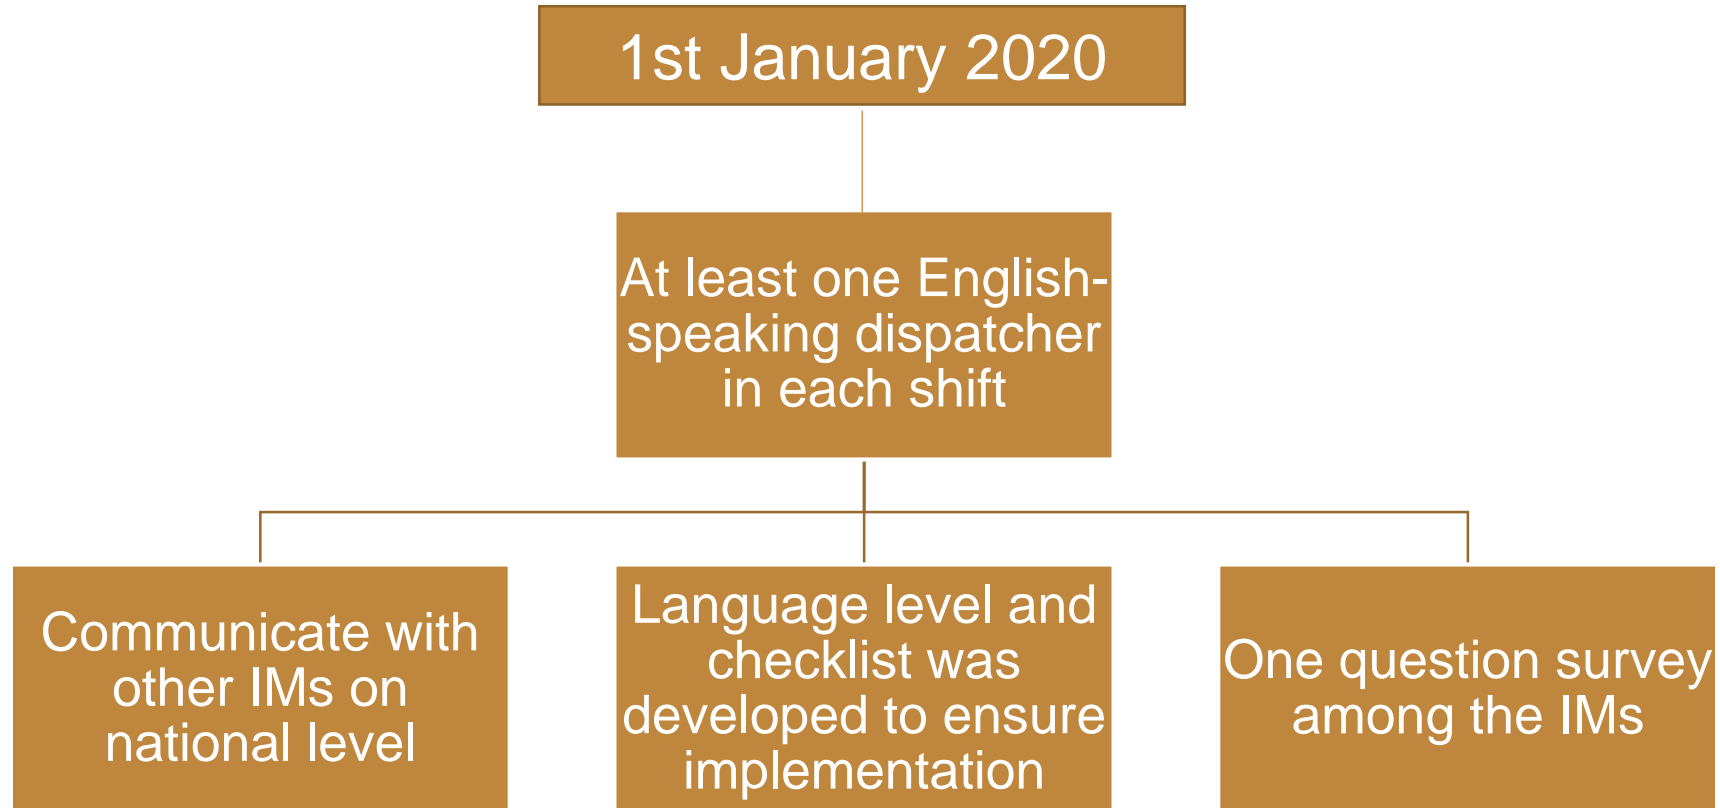 1st January 2020
At least one English-
speaking dispatcher
in each shift
Communicate with
other IMs on
national level
Language level and
checklist was
developed to ensure
implementation
One question survey
among the IMs